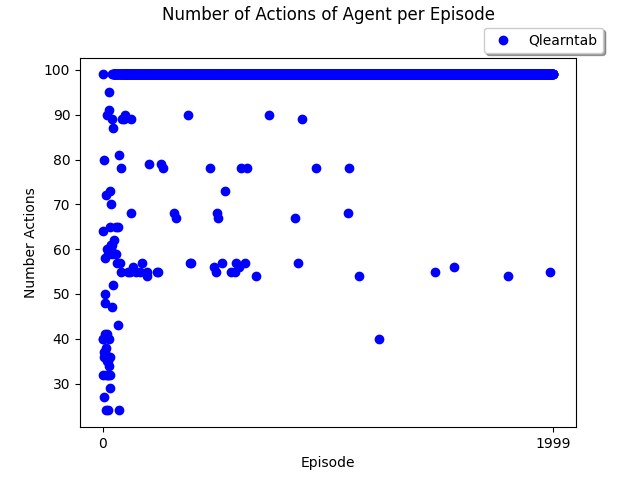 Number of Actions of Agent per Episode
Qlearntab
100
90
80
70
60
50
40
30
Number Actions
0
1999
Episode